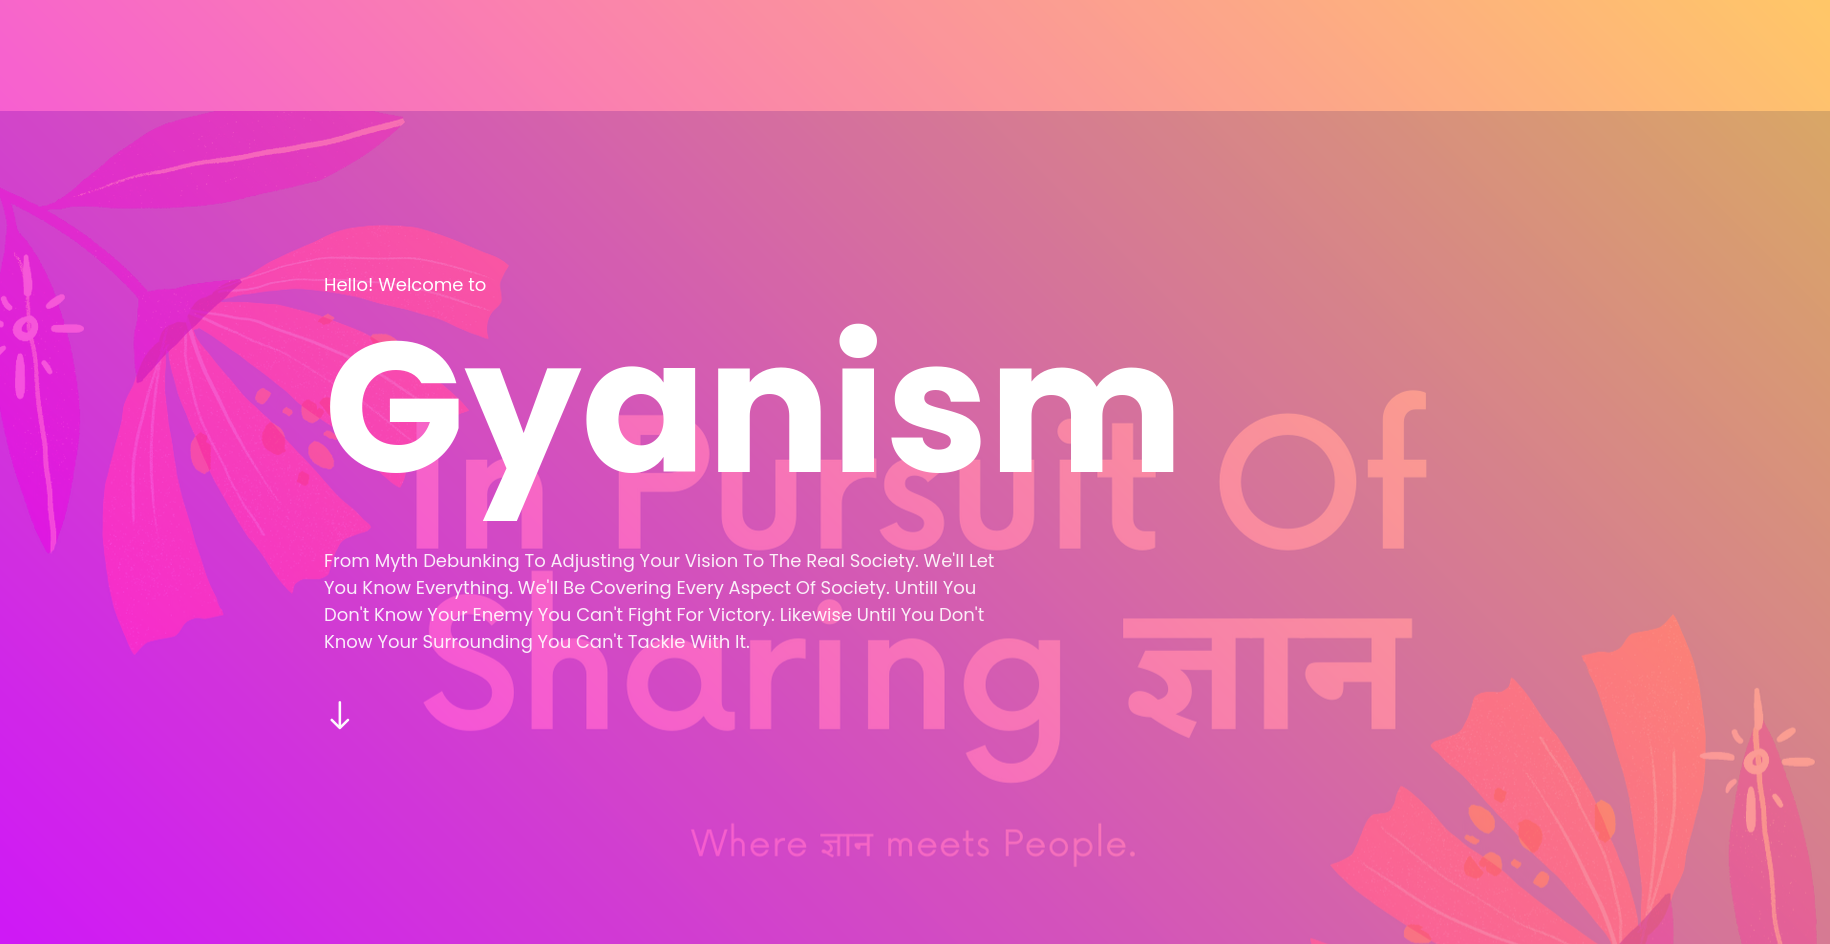 Hello! Welcome to
Gyanism
In Pursuit Of
From Myth Debunking To Adjusting Your Vision To The Real Society. We'll Let
You Know Everything. We'll Be Covering Every Aspect Of Society. Untill You
Don't Know Your Enemy You Can't Fight For Victory. Likewise Until You Don't
Know Your Surrounding You Can't Tackle With It.
Sharing ज्ञान
Where ज्ञान meets People.